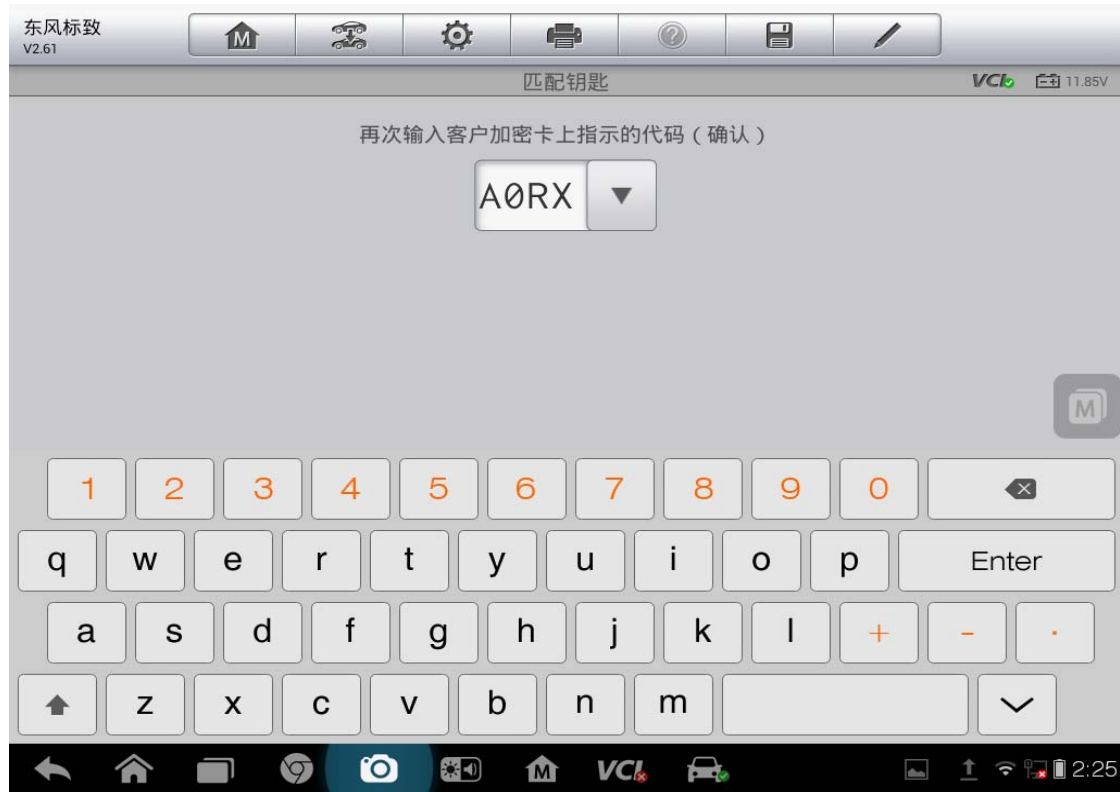 东风标致
V2.61
M
匹配钥匙
VCI 11.85V
再次输入客户加密卡上指示的代码（确认）
A0RX
M
1 2 3 4 5 6 7 8 9 0
q w e r t y u i o p Enter
a s d f g h j k l + - .
z x c v b n m
M VCI 2:25